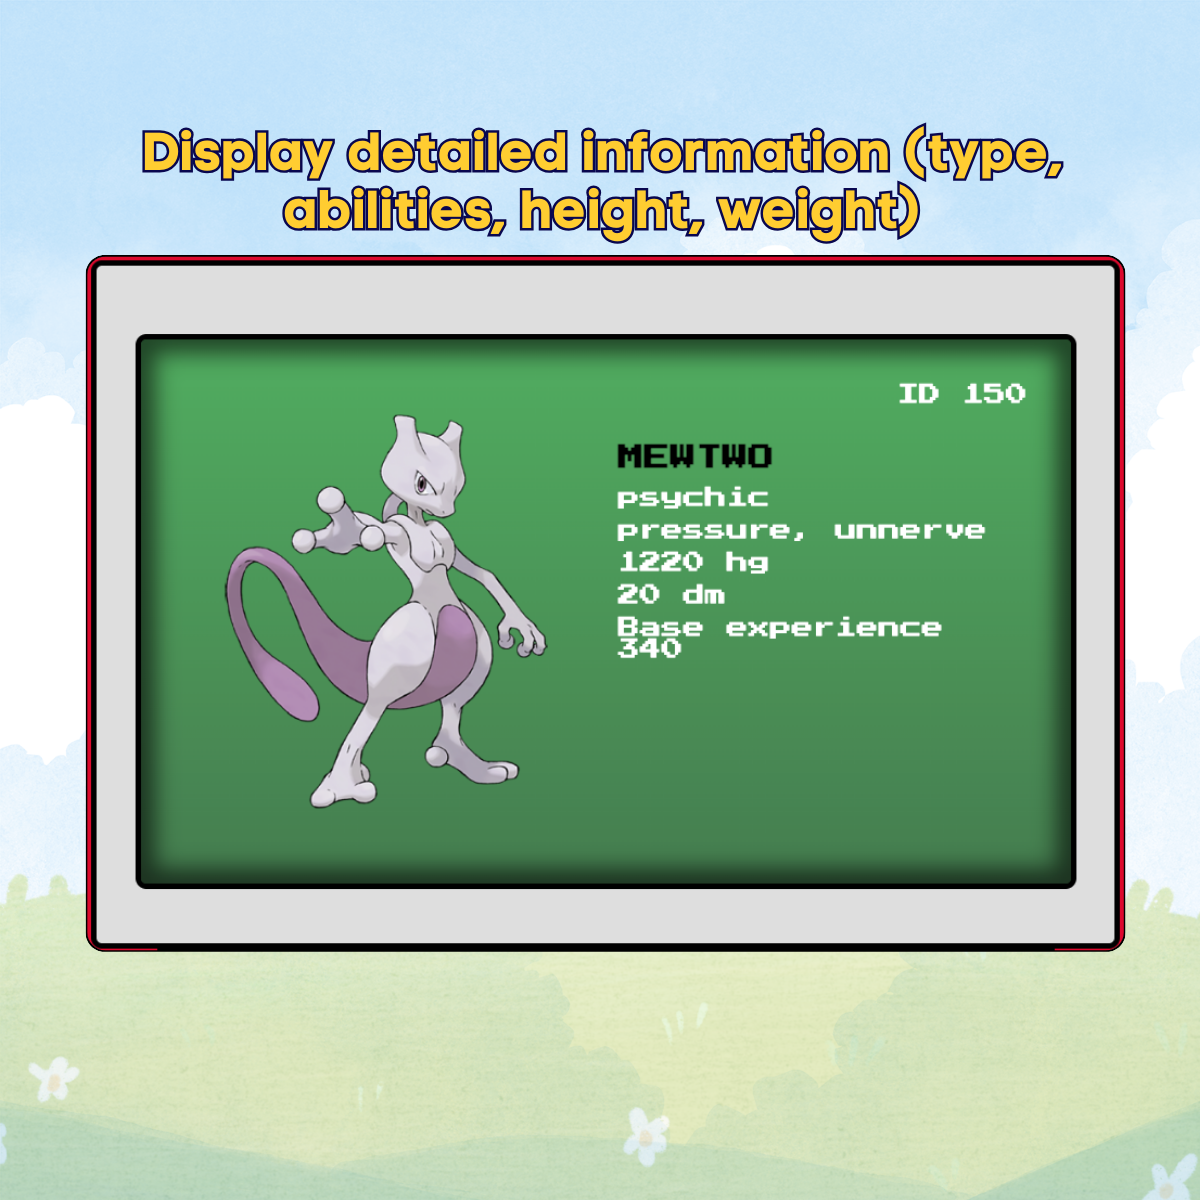 Display detailed information (type,
abilities, height, weight)
ID 150
MEWTWO
psychic
pressure, unnerve
1220 hg
20 dm
Base experience
340